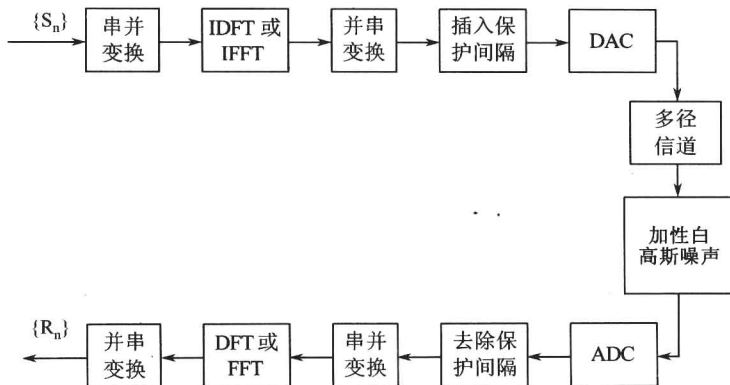 {Sₙ}
串并
变换
IDFT 或
IFFT
并串
变换
插入保
护间隔
DAC
多径
信道
加性白
高斯噪声
{Rₙ}
并串
变换
DFT 或
FFT
串并
变换
去除保
护间隔
ADC